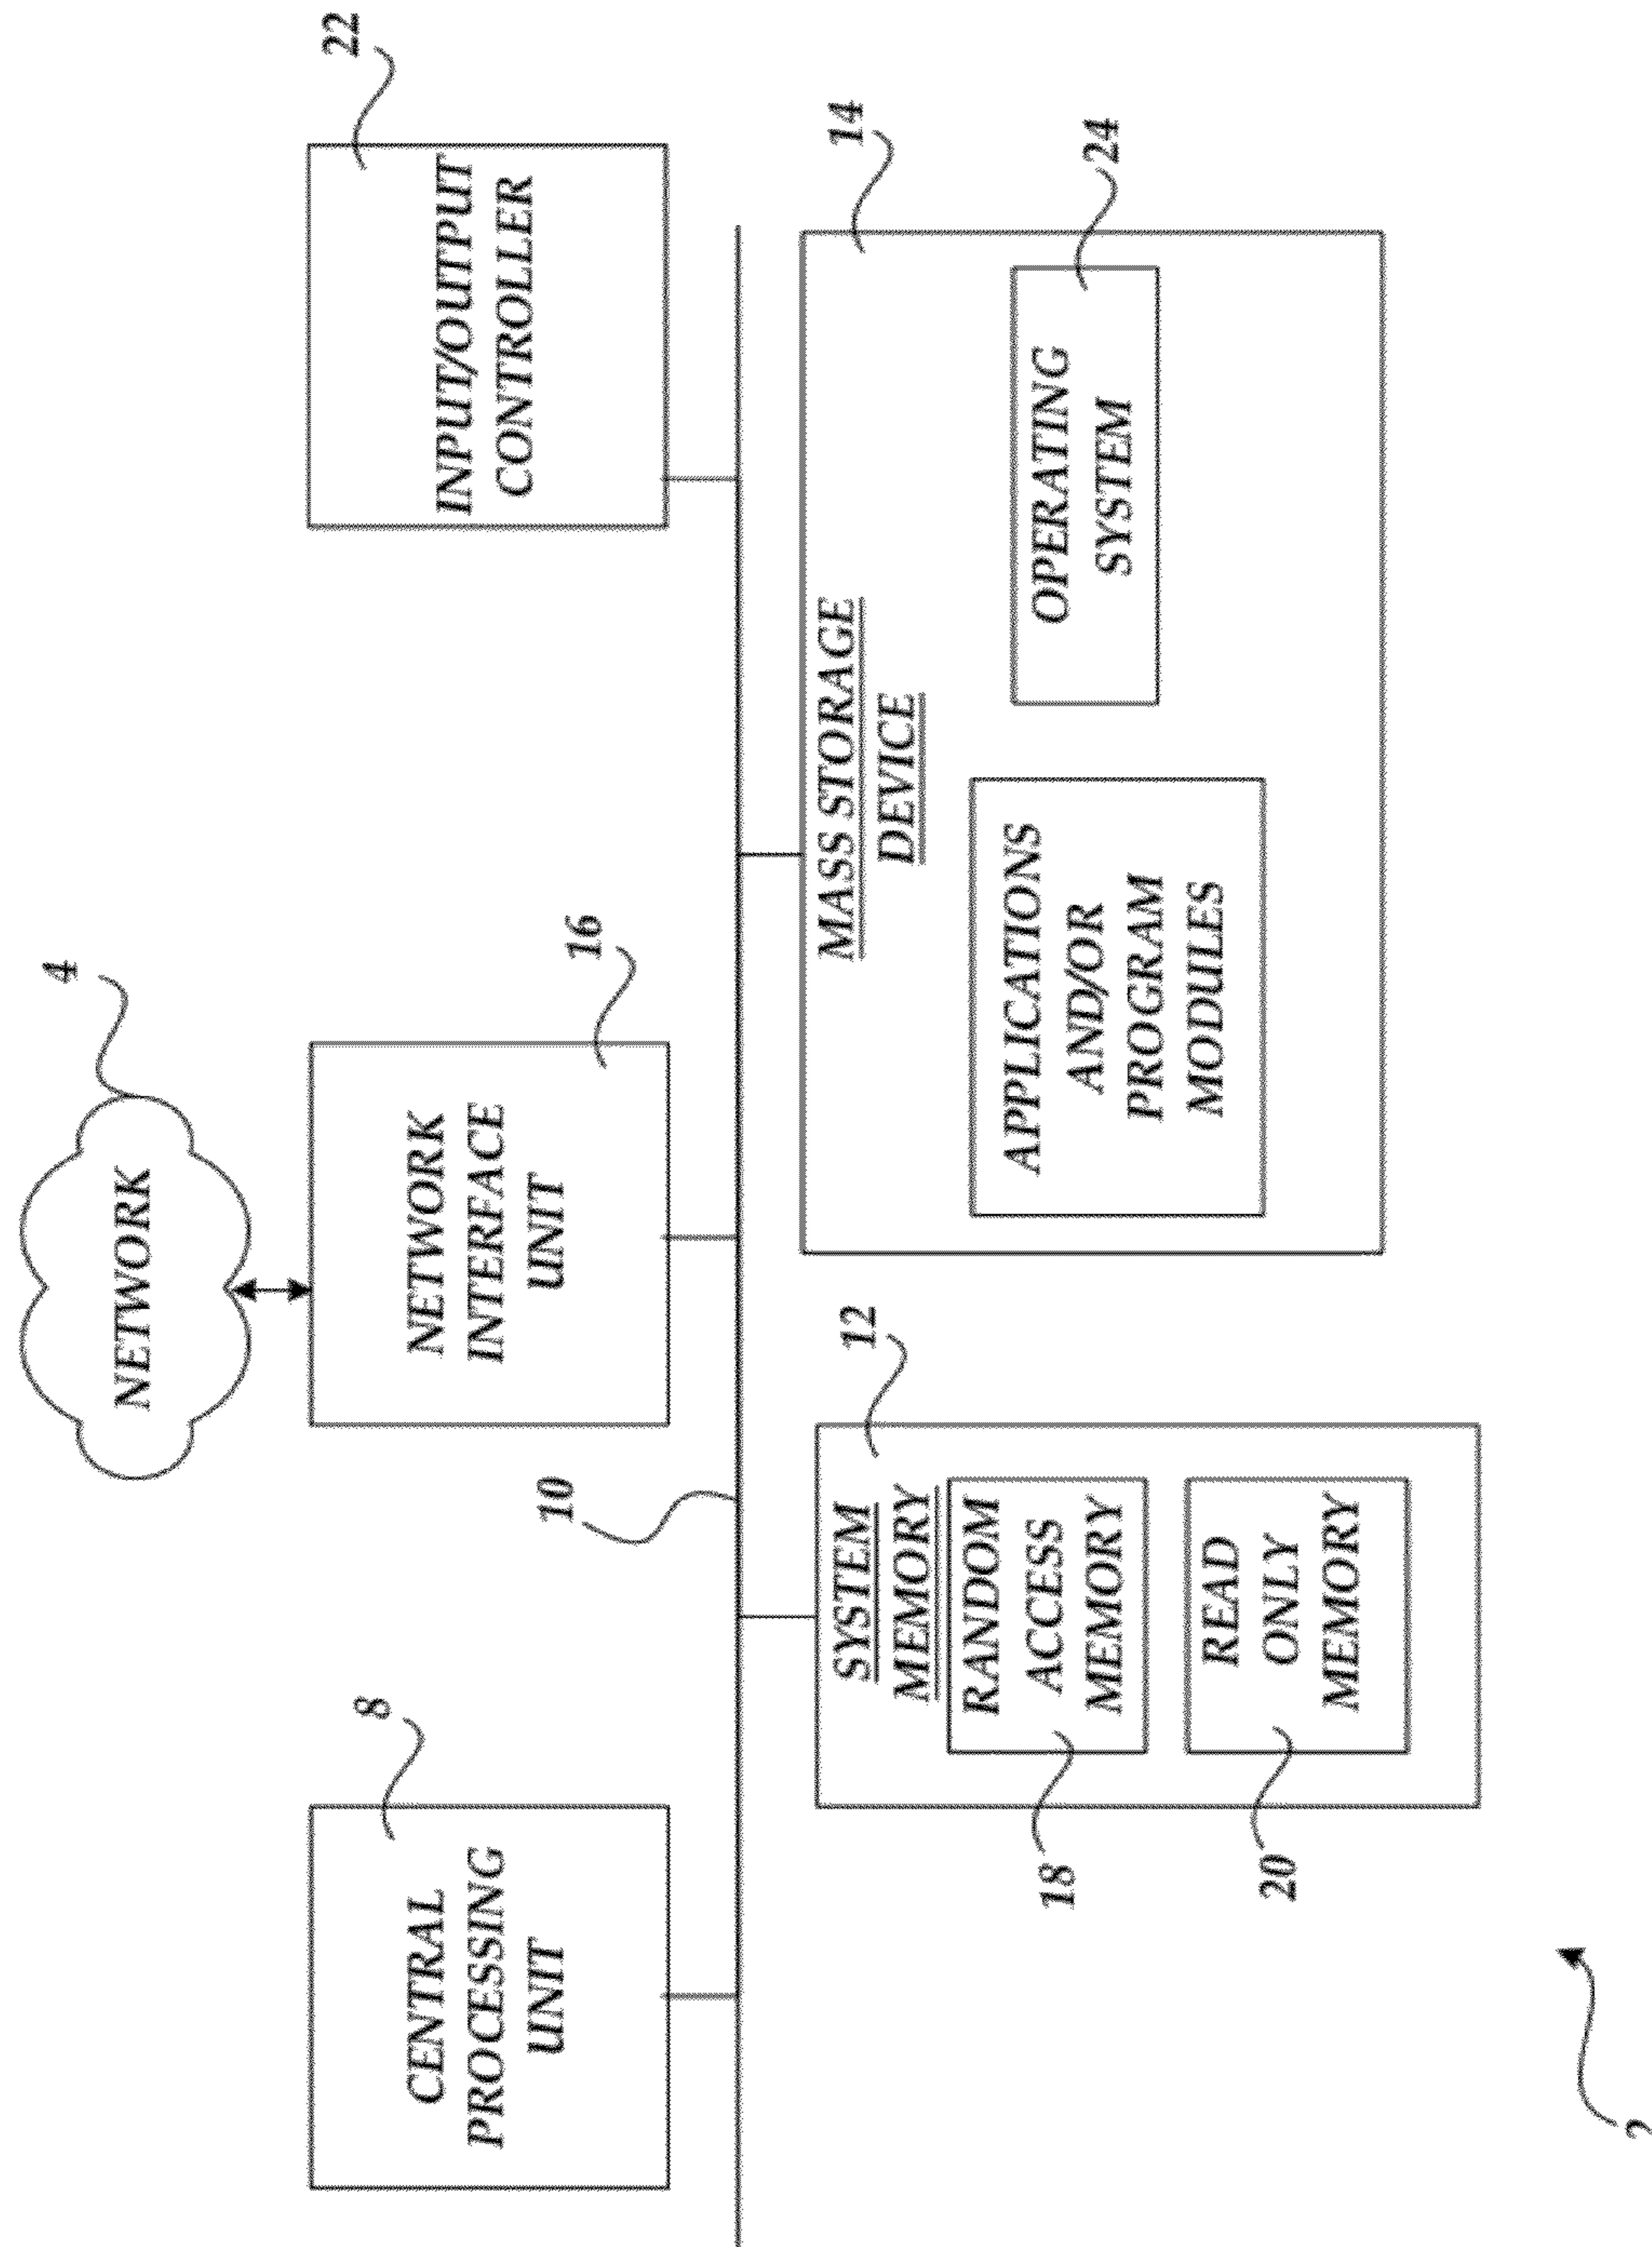 NETWORK
4
CENTRAL
PROCESSING
UNIT
8
NETWORK
INTERFACE
UNIT
16
INPUT/OUTPUT
CONTROLLER
22
10
SYSTEM
MEMORY
12
RANDOM
ACCESS
MEMORY
18
READ
ONLY
MEMORY
20
MASS STORAGE
DEVICE
14
APPLICATIONS
AND/OR
PROGRAM
MODULES
OPERATING
SYSTEM
24
2